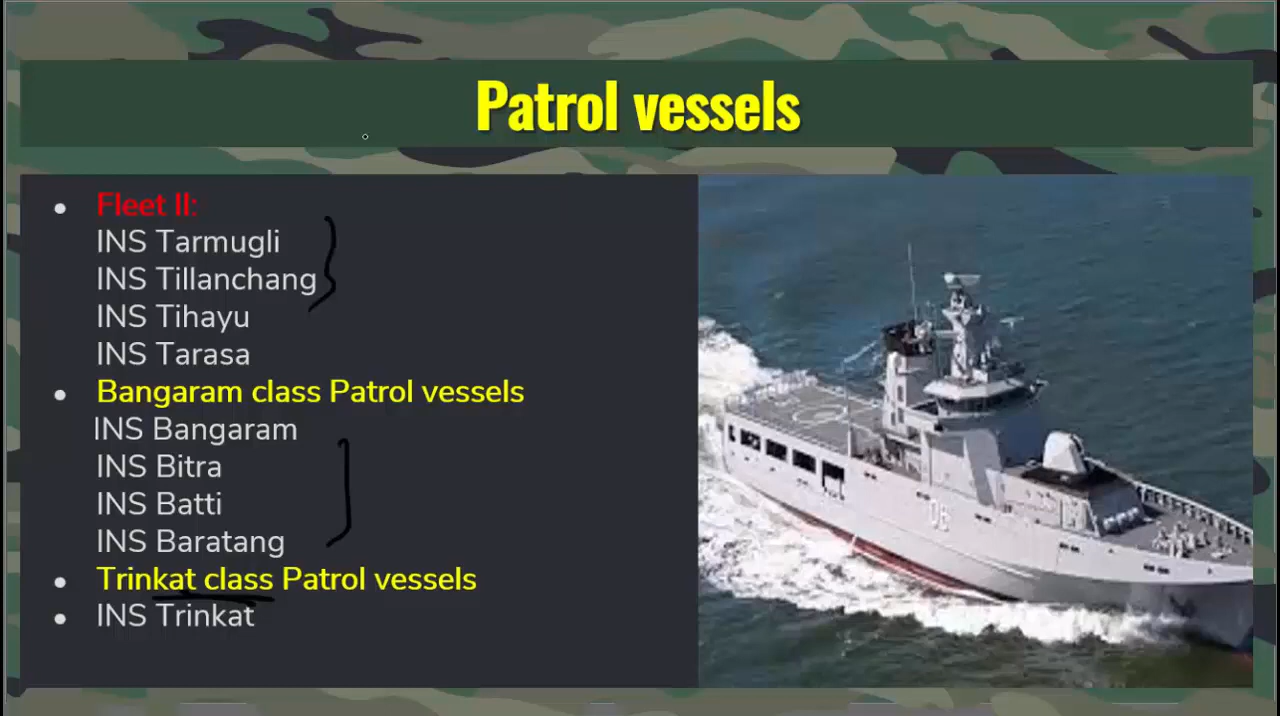 Patrol vessels
• Fleet II:
INS Tarmugli
INS Tillanchang
INS Tihayu
INS Tarasa
• Bangaram class Patrol vessels
INS Bangaram
INS Bitra
INS Batti
INS Baratang
• Trinkat class Patrol vessels
• INS Trinkat